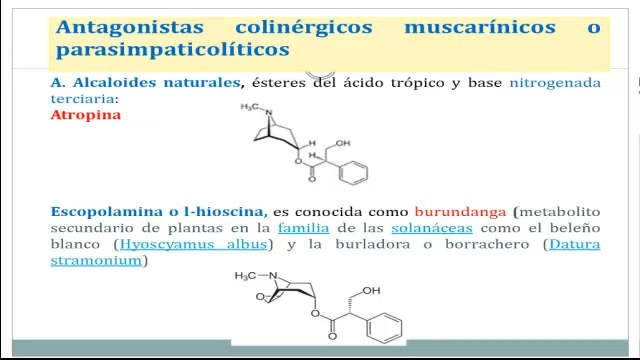 Antagonistas colinérgicos muscarínicos o
parasimpaticolíticos
A. Alcaloides naturales, ésteres del ácido trópico y base nitrogenada
terciaria:
Atropina
H₃C
N
H
OH
H
O
O
Escopolamina o l-hioscina, es conocida como burundanga (metabolito
secundario de plantas en la familia de las solanáceas como el beleño
blanco (Hyoscyamus albus) y la burladora o borrachero (Datura
stramonium)
H₃C
N
O
OH
O
O